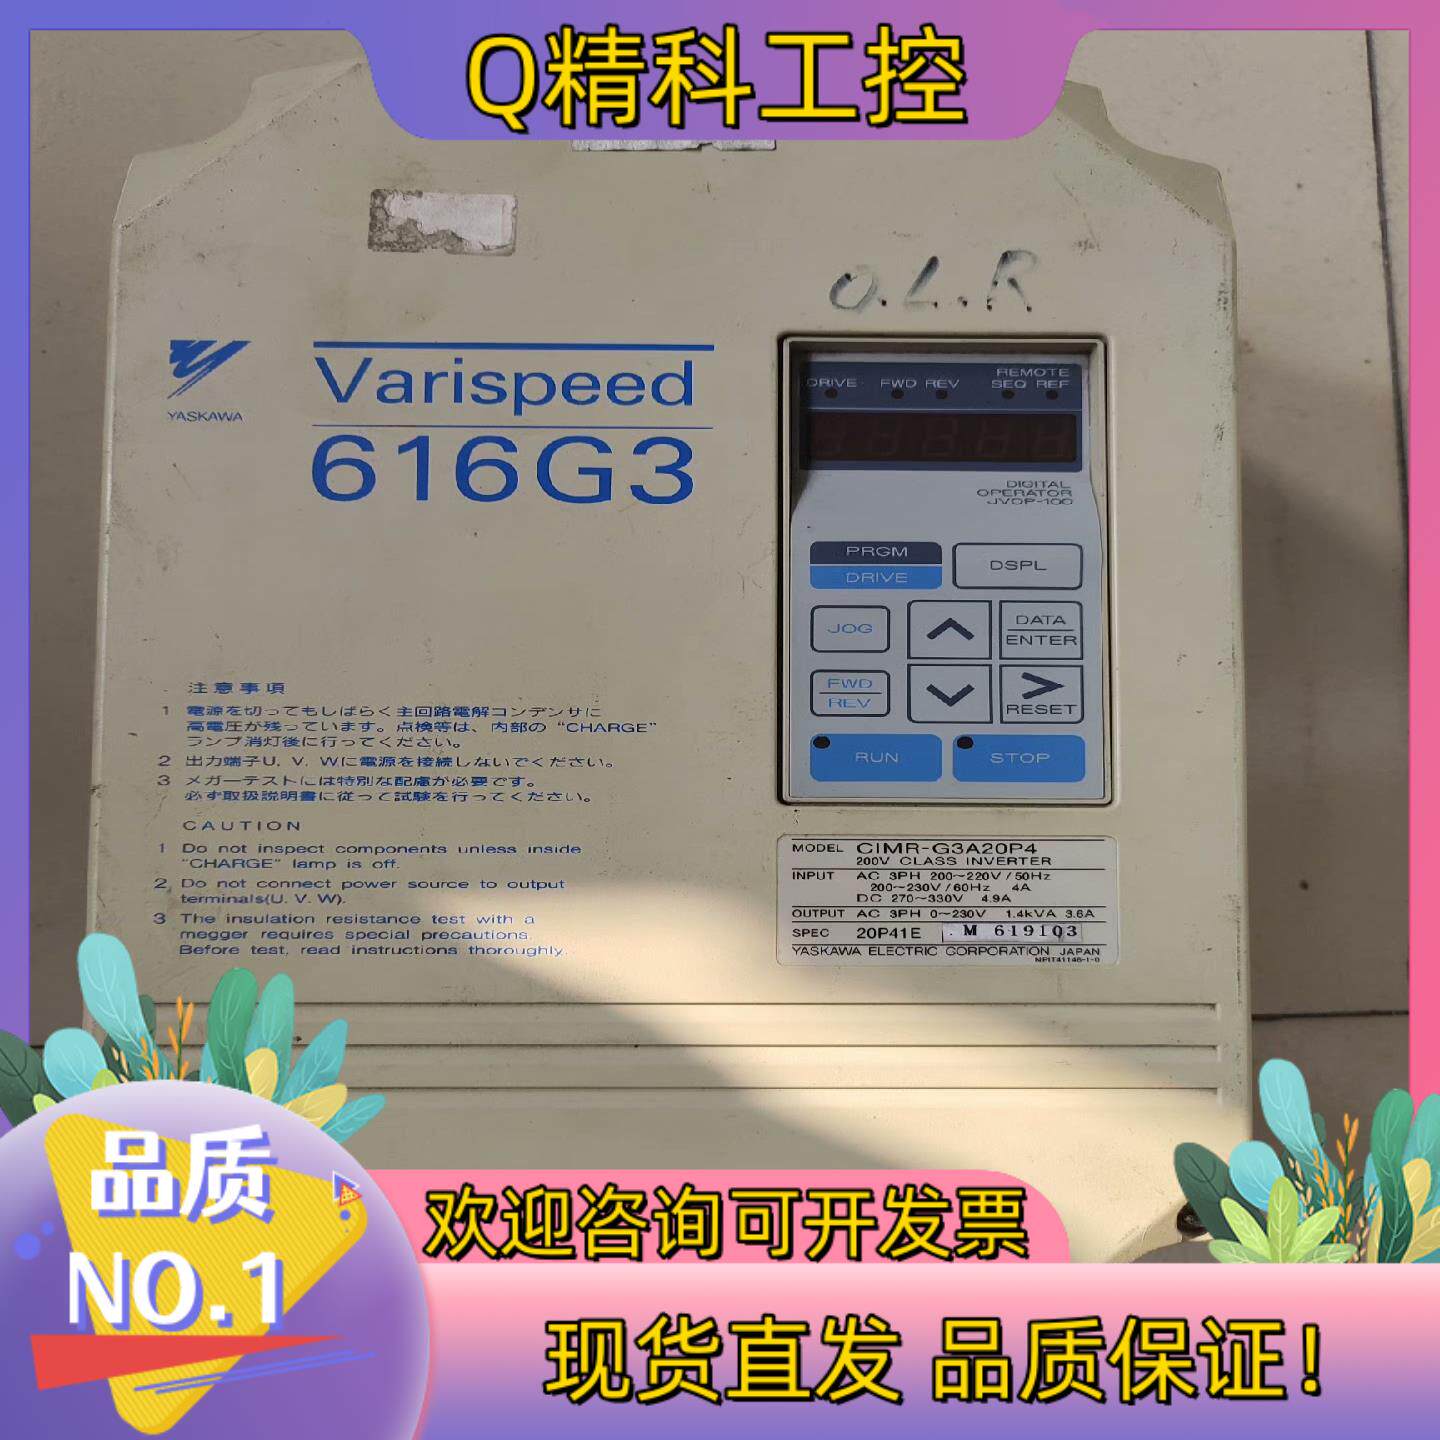 Q精科工控
O.L.R
YASKAWA
Varispeed
616G3
DRIVE FWD REV REMOTE
SEQ REF
DIGITAL
OPERATOR
JVOP-100
PRGM
DRIVE
DSPL
JOG
DATA
ENTER
FWD
REV
RESET
RUN
STOP
注意事項
1 電源を切ってもしばらく主回路電解コンデンサに
高電圧が残っています。点検等は、内部の“CHARGE”
ランプ消灯後に行ってください。
2 出力端子U. V. Wに電源を接続しないでください。
3 メガーテストには特別な配慮が必要です。
必ず取扱説明書に従って試験を行ってください。
CAUTION
1 Do not inspect components unless inside
“CHARGE” lamp is off.
2 Do not connect power source to output
terminals(U. V. W).
3 The insulation resistance test with a
megger requires special precautions.
Before test, read instructions thoroughly.
MODEL CIMR-G3A20P4
200V CLASS INVERTER
INPUT AC 3PH 200~220V/50Hz
200~230V/60Hz 4A
DC 270~330V 4.9A
OUTPUT AC 3PH 0~230V 1.4kVA 3.6A
SPEC 20P41E M 619103
YASKAWA ELECTRIC CORPORATION JAPAN
品质
NO.1
欢迎咨询可开发票
现货直发 品质保证！